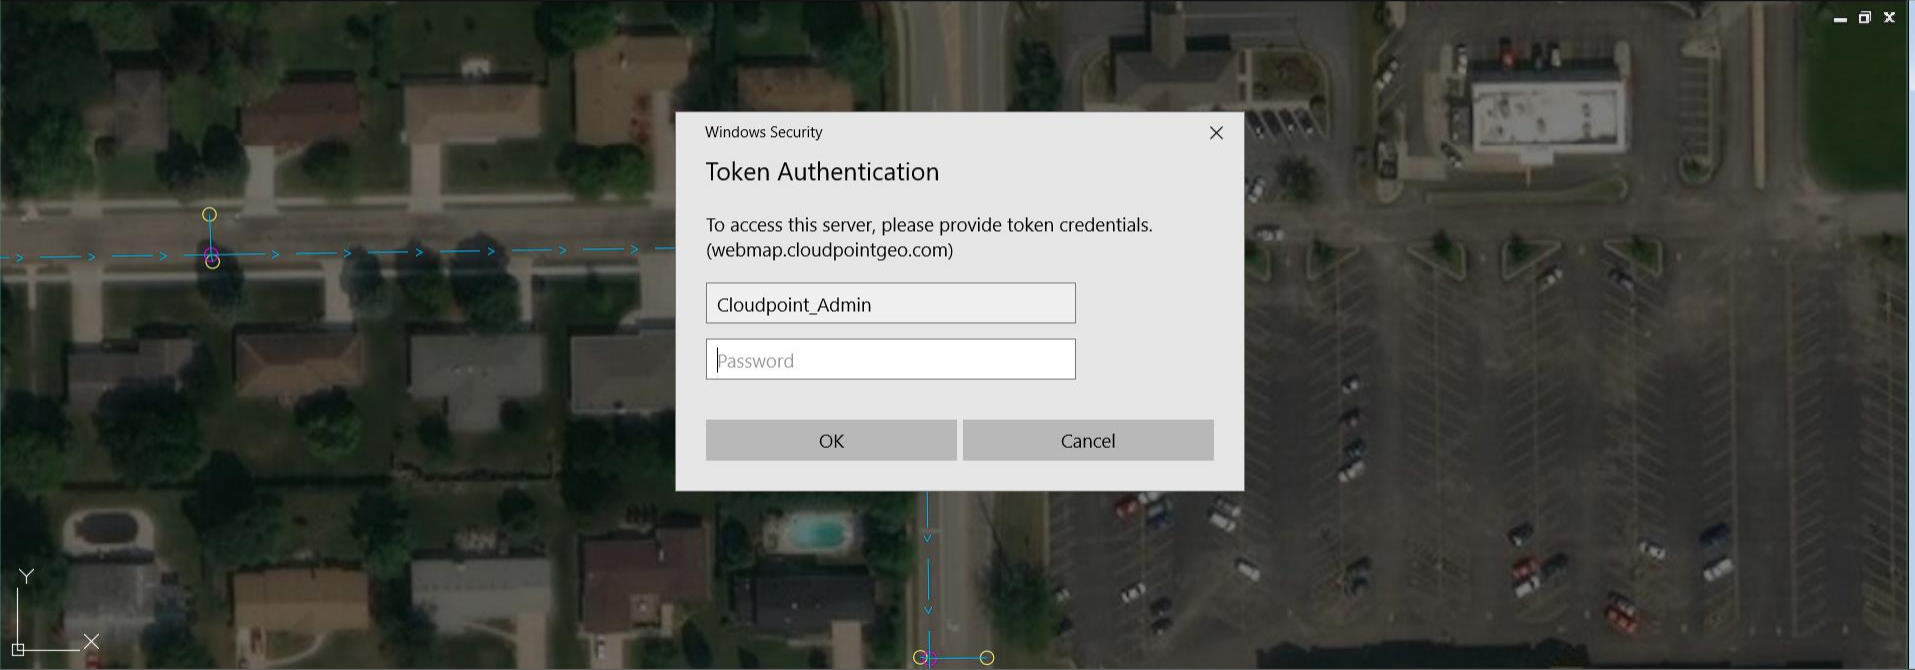 Windows Security
Token Authentication
To access this server, please provide token credentials.
(webmap.cloudpointgeo.com)
Cloudpoint_Admin
Password
OK
Cancel
Y
X